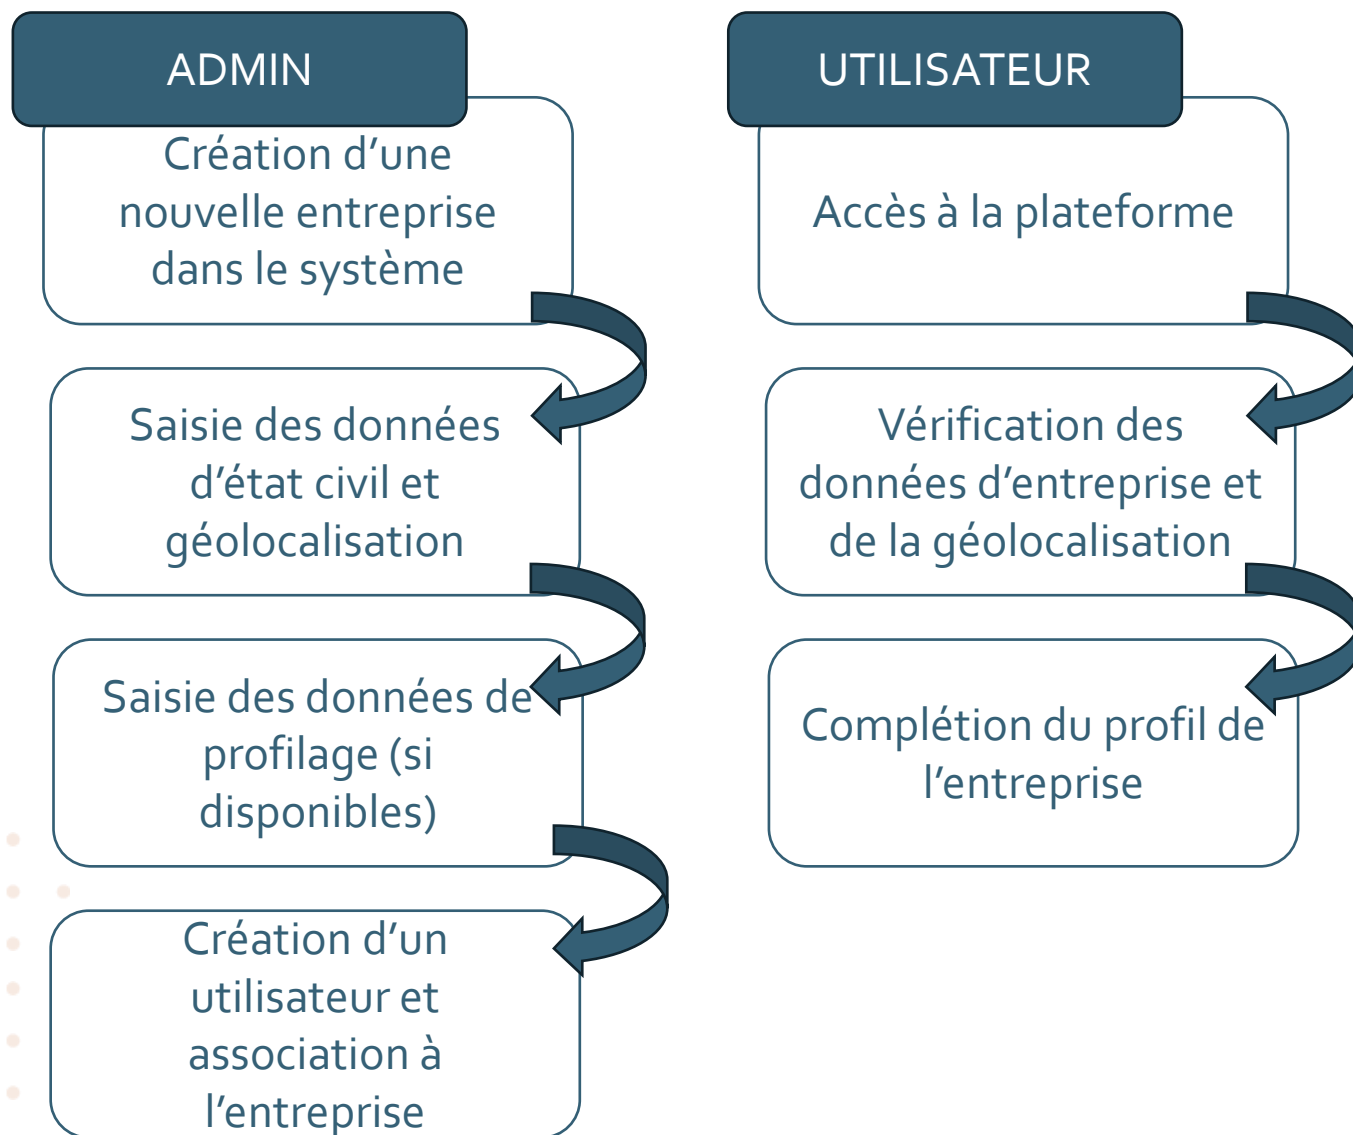 ADMIN
Création d’une
nouvelle entreprise
dans le système
Saisie des données
d’état civil et
géolocalisation
Saisie des données de
profilage (si
disponibles)
Création d’un
utilisateur et
association à
l’entreprise
UTILISATEUR
Accès à la plateforme
Vérification des
données d’entreprise et
de la géolocalisation
Complétion du profil de
l’entreprise